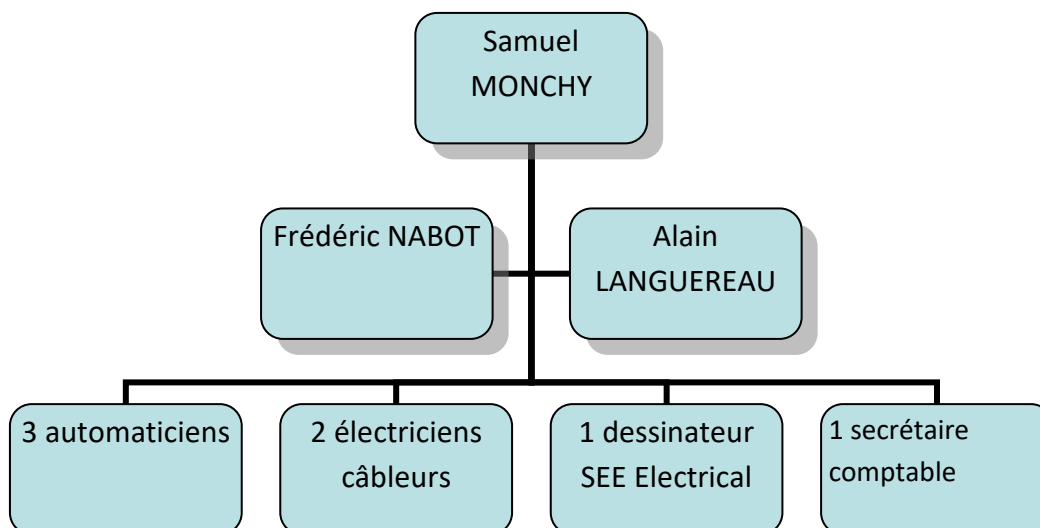 Samuel
MONCHY
Frédéric NABOT
Alain
LANGUEREAU
3 automaticiens
2 électriciens
câbleurs
1 dessinateur
SEE Electrical
1 secrétaire
comptable